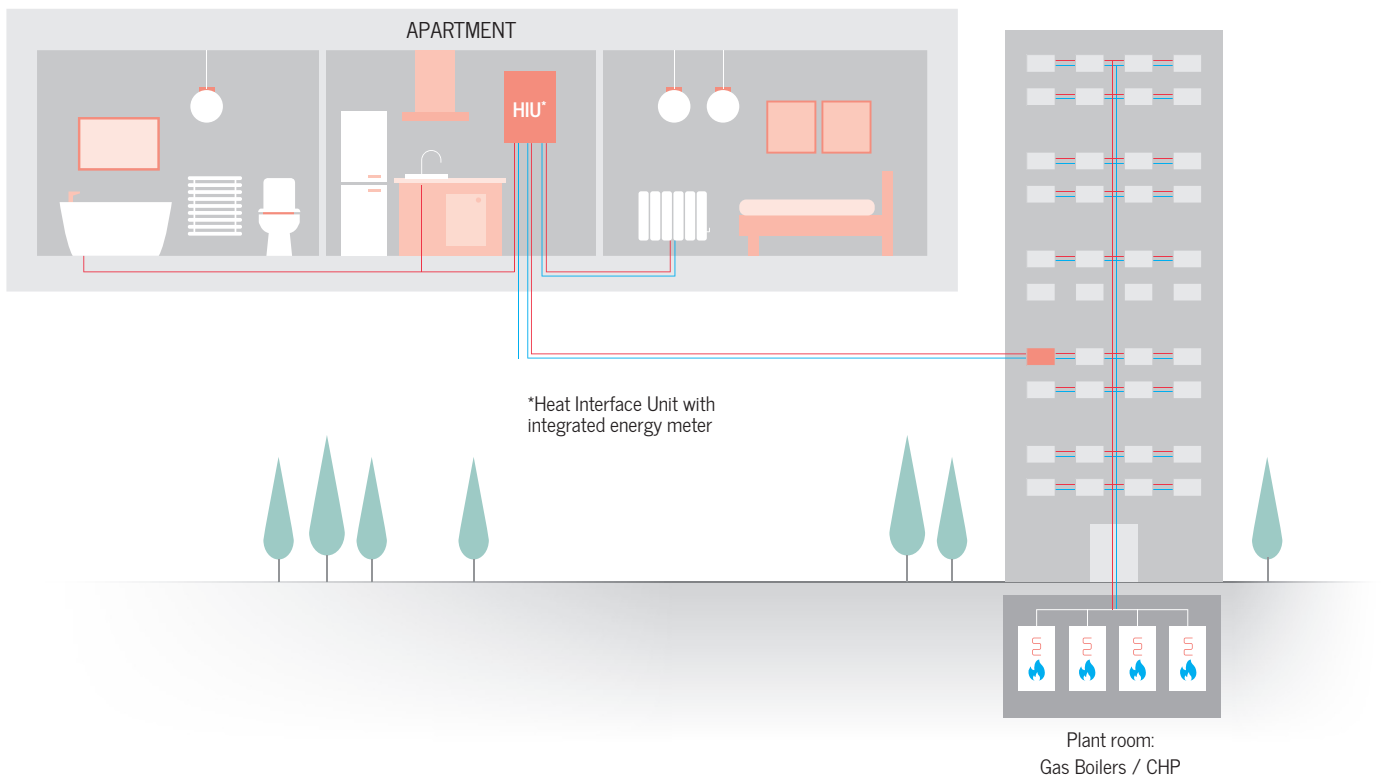 APARTMENT
HIU*
*Heat Interface Unit with
integrated energy meter
Plant room:
Gas Boilers / CHP